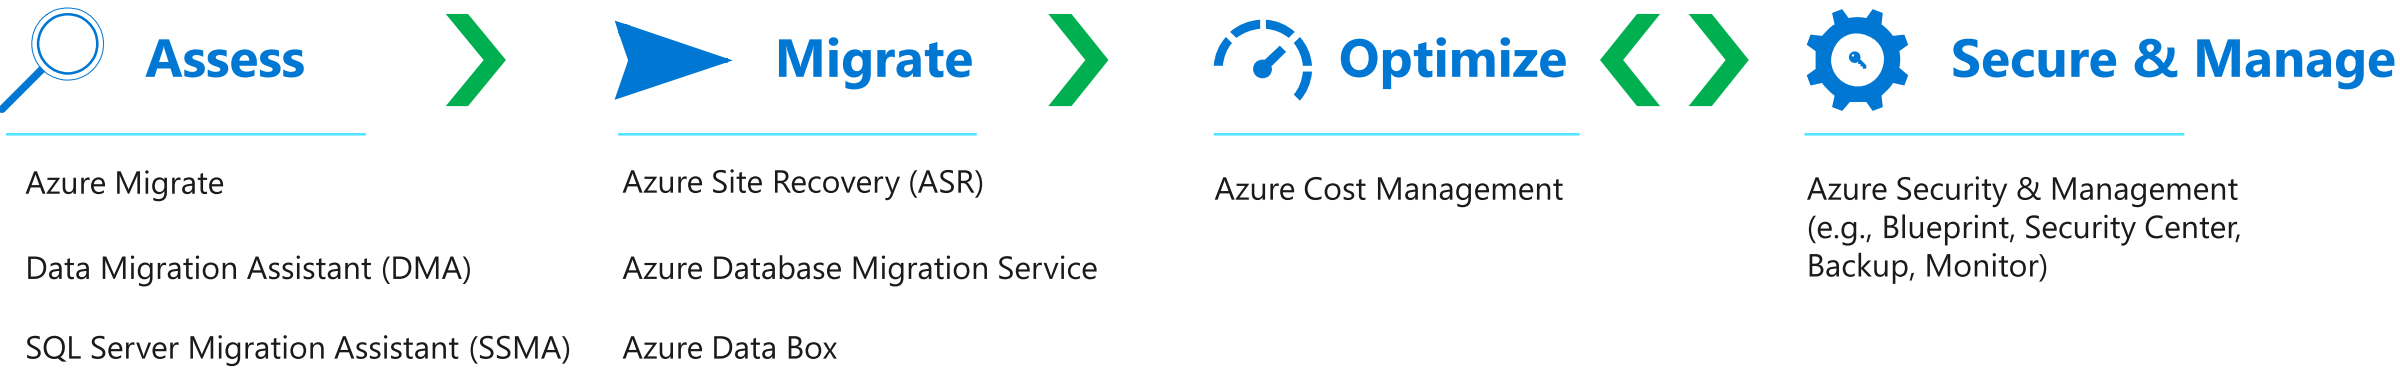 Assess
Migrate
Optimize
Secure & Manage
Azure Migrate
Data Migration Assistant (DMA)
SQL Server Migration Assistant (SSMA)
Azure Site Recovery (ASR)
Azure Database Migration Service
Azure Data Box
Azure Cost Management
Azure Security & Management
(e.g., Blueprint, Security Center,
Backup, Monitor)